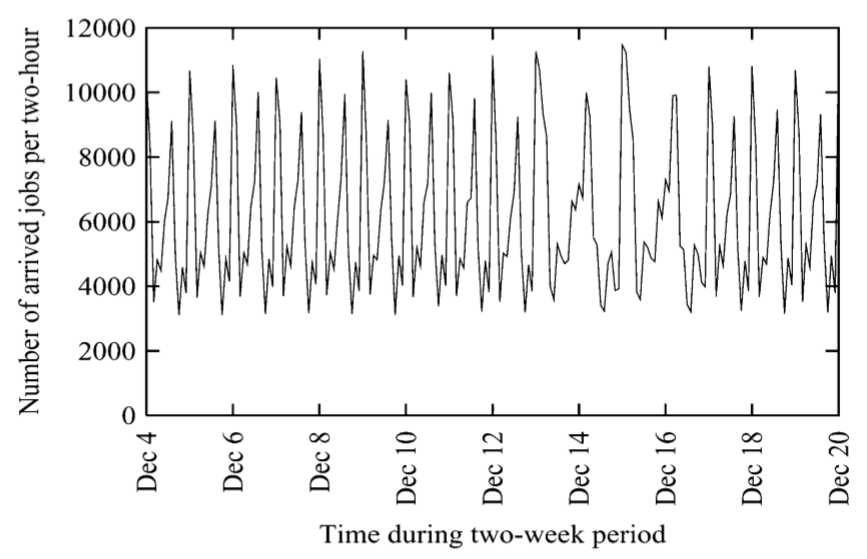 Number of arrived jobs per two-hour
12000
10000
8000
6000
4000
2000
0
Dec 4
Dec 6
Dec 8
Dec 10
Dec 12
Dec 14
Dec 16
Dec 18
Dec 20
Time during two-week period